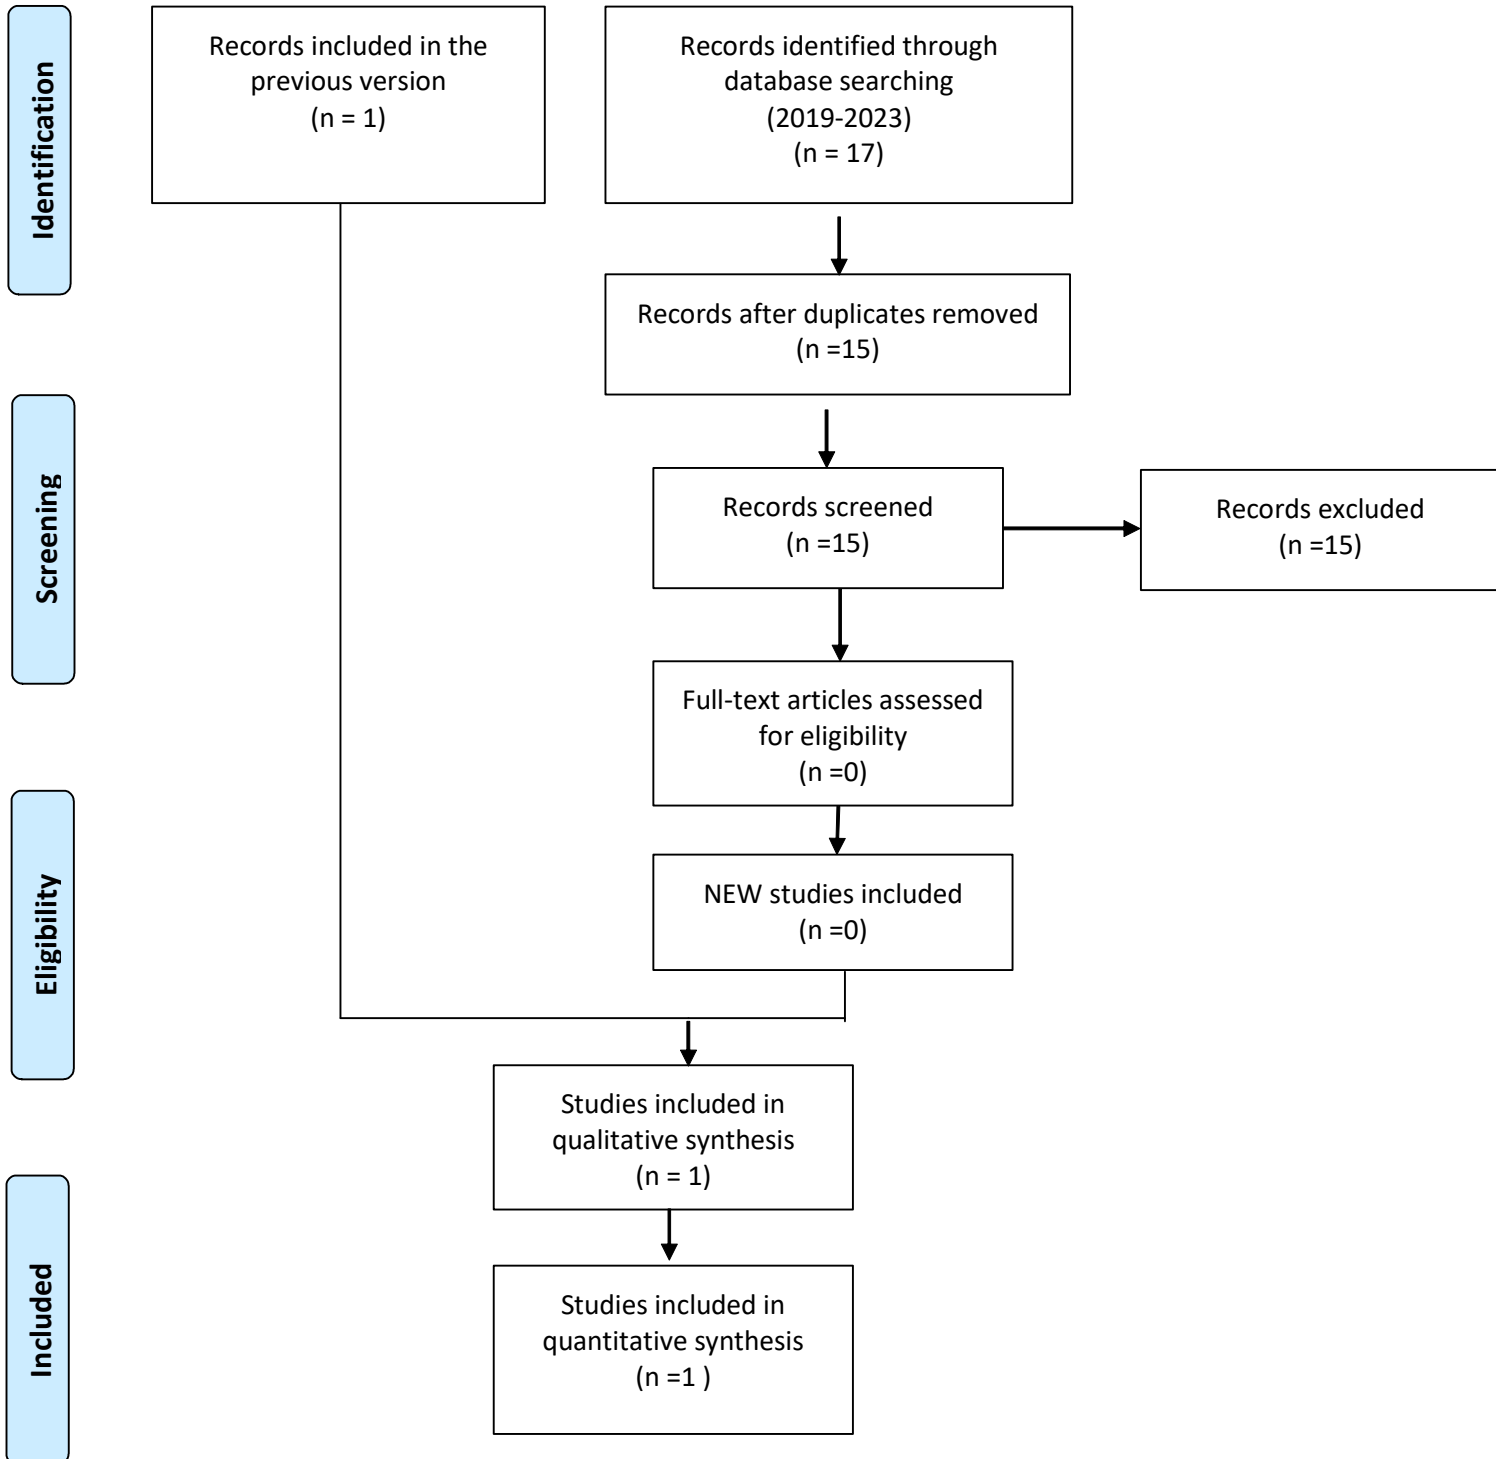 Identification
Records included in the
previous version
(n = 1)
Records identified through
database searching
(2019-2023)
(n = 17)
Records after duplicates removed
(n =15)
Screening
Records screened
(n =15)
Records excluded
(n =15)
Full-text articles assessed
for eligibility
(n =0)
Eligibility
NEW studies included
(n =0)
Studies included in
qualitative synthesis
(n = 1)
Included
Studies included in
quantitative synthesis
(n =1 )